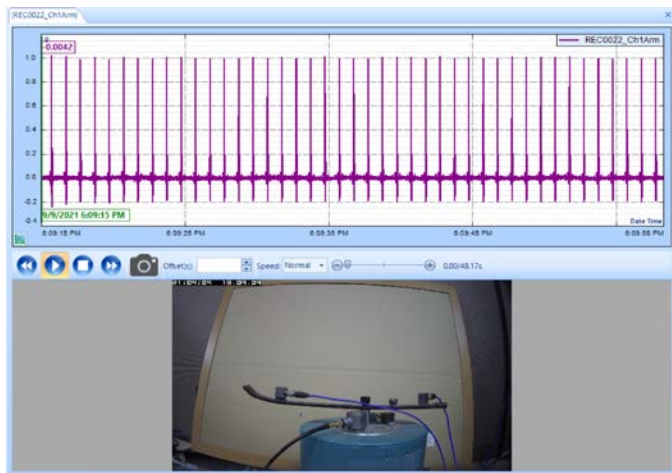 REC0022_Ch1Arm
REC0022_Ch1Arm
g
-0.0042
1.0
0.8
0.6
0.4
0.2
0.0
-0.2
-0.4
9/9/2021 6:09:15 PM
Date Time
6:09:15 PM
6:09:25 PM
6:09:35 PM
6:09:45 PM
6:09:58 PM
Offset(s):
Speed: Normal
0.00/48.17s